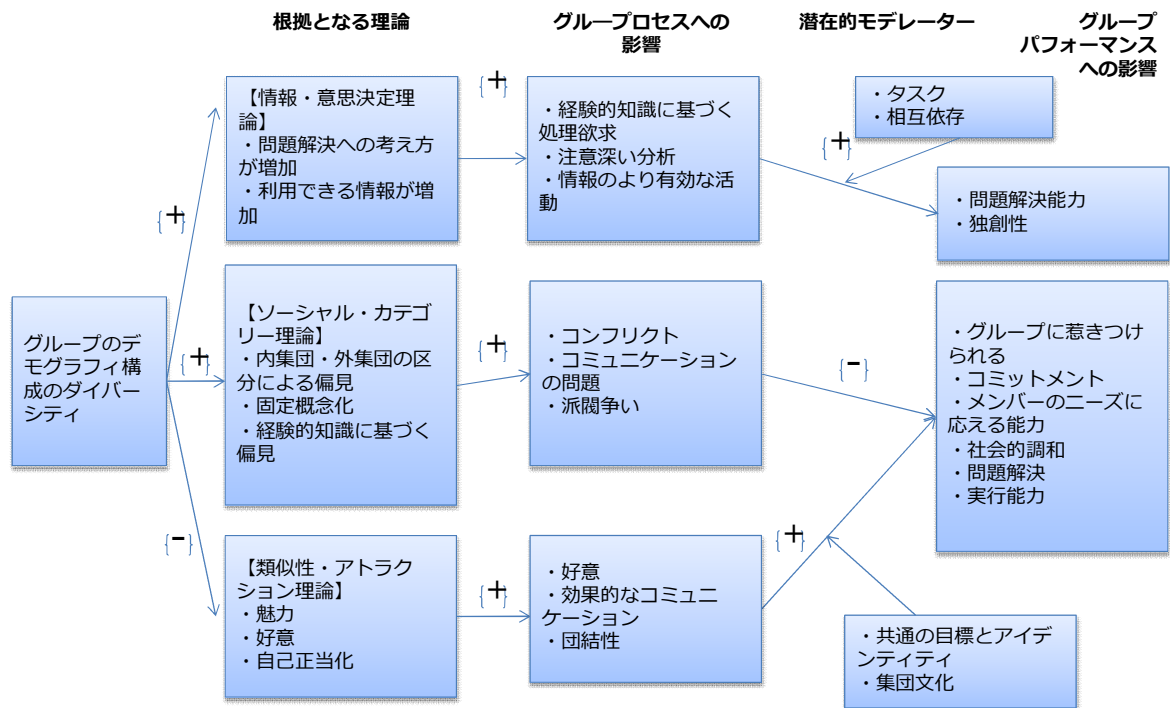 根拠となる理論
グループロセスへの
影響
潜在的モデレーター
グループ
パフォーマンス
への影響
グループのデ
モグラフィ構
成のダイバー
シティ
{+}
{+}
{-}
【情報・意思決定理
論】
・問題解決への考え方
が増加
・利用できる情報が増
加
{+}
・経験的知識に基づく
処理欲求
・注意深い分析
・情報のより有効な活
動
{+}
・タスク
・相互依存
・問題解決能力
・独創性
【ソーシャル・カテゴ
リー理論】
・内集団・外集団の区
分による偏見
・固定概念化
・経験的知識に基づく
偏見
{+}
・コンフリクト
・コミュニケーション
の問題
・派閥争い
{-}
・グループに惹きつけ
られる
・コミットメント
・メンバーのニーズに
応える能力
・社会的調和
・問題解決
・実行能力
【類似性・アトラク
ション理論】
・魅力
・好意
・自己正当化
{+}
・好意
・効果的なコミュニ
ケーション
・団結性
{+}
・共通の目標とアイデ
ンティティ
・集団文化